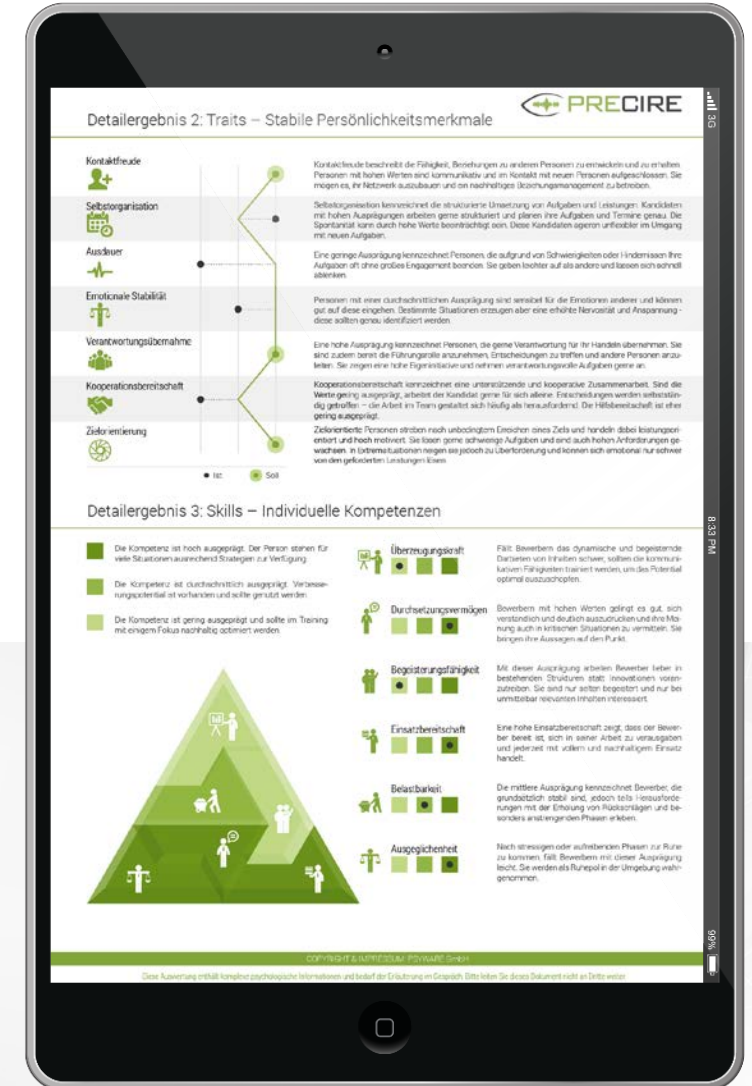 PRECIRE
3G
Detailergebnis 2: Traits – Stabile Persönlichkeitsmerkmale
Kontaktfreude
Kontaktfreude beschreibt die Fähigkeit, Beziehungen zu anderen Personen zu entwickeln und zu erhalten.
Personen mit hohen Werten sind kommunikativ und im Kontakt mit neuen Personen aufgeschlossen. Sie
mögen es, ihr Netzwerk auszubauen und ein nachhaltiges Beziehungsmanagement zu betreiben.
Selbstorganisation
Selbstorganisation kennzeichnet die strukturierte Umsetzung von Aufgaben und Leistungen. Kandidaten
mit hohen Ausprägungen arbeiten gerne strukturiert und planen ihre Aufgaben und Termine genau. Die
Spontanität kann durch hohe Werte beeinträchtigt sein. Diese Kandidaten agieren unflexibler im Umgang
mit neuen Aufgaben.
Ausdauer
Eine geringe Ausprägung kennzeichnet Personen, die aufgrund von Schwierigkeiten oder Hindernissen ihre
Aufgaben oft ohne großes Engagement beenden. Sie geben leichter auf als andere und lassen sich schnell
ablenken.
Emotionale Stabilität
Personen mit einer durchschnittlichen Ausprägung sind sensibel für die Emotionen anderer und können
gut auf diese eingehen. Bestimmte Situationen erzeugen aber eine erhöhte Nervosität und Anspannung -
diese sollten genau identifiziert werden.
Verantwortungsübernahme
Eine hohe Ausprägung kennzeichnet Personen, die gerne Verantwortung für ihr Handeln übernehmen. Sie
sind zudem bereit die Führungsrolle anzunehmen, Entscheidungen zu treffen und andere Personen anzu-
leiten. Sie zeigen eine hohe Eigeninitiative und nehmen verantwortungsvolle Aufgaben gerne an.
Kooperationsbereitschaft
Kooperationsbereitschaft kennzeichnet eine unterstützende und kooperative Zusammenarbeit. Sind die
Werte gering ausgeprägt, arbeitet der Kandidat gerne für sich alleine. Entscheidungen werden selbststän-
dig getroffen – die Arbeit im Team gestaltet sich häufig als herausfordernd. Die Hilfsbereitschaft ist eher
gering ausgeprägt.
Zielorientierung
Zielorientierte Personen streben nach unbedingtem Erreichen eines Ziels und handeln dabei leistungsori-
entiert und hoch motiviert. Sie lösen gerne schwierige Aufgaben und sind auch hohen Anforderungen ge-
wachsen. In Extremsituationen neigen sie jedoch zu Überforderung und können sich emotional nur schwer
von den geforderten Leistungen lösen.
Ist Soll
Detailergebnis 3: Skills – Individuelle Kompetenzen
Die Kompetenz ist hoch ausgeprägt. Der Person stehen für
viele Situationen ausreichend Strategien zur Verfügung.
Die Kompetenz ist durchschnittlich ausgeprägt. Verbesse-
rungspotential ist vorhanden und sollte genutzt werden.
Die Kompetenz ist gering ausgeprägt und sollte im Training
mit einigem Fokus nachhaltig optimiert werden.
Überzeugungskraft
Fällt Bewerbern das dynamische und begeisternde
Darbieten von Inhalten schwer, sollten die kommuni-
kativen Fähigkeiten trainiert werden, um das Potential
optimal auszuschöpfen.
Durchsetzungsvermögen
Bewerbern mit hohen Werten gelingt es gut, sich
verständlich und deutlich auszudrücken und ihre Mei-
nung auch in kritischen Situationen zu vermitteln. Sie
bringen ihre Aussagen auf den Punkt.
Begeisterungsfähigkeit
Mit dieser Ausprägung arbeiten Bewerber lieber in
bestehenden Strukturen statt Innovationen voran-
zutreiben. Sie sind nur selten begeistert und nur bei
unmittelbar relevanten Inhalten interessiert.
Einsatzbereitschaft
Eine hohe Einsatzbereitschaft zeigt, dass der Bewer-
ber bereit ist, sich in seiner Arbeit zu verausgaben
und jederzeit mit vollem und nachhaltigem Einsatz
handelt.
Belastbarkeit
Die mittlere Ausprägung kennzeichnet Bewerber, die
grundsätzlich stabil sind, jedoch teils Herausforde-
rungen mit der Erholung von Rückschlägen und be-
sonders anstrengenden Phasen erleben.
Ausgeglichenheit
Nach stressigen oder aufreibenden Phasen zur Ruhe
zu kommen, fällt Bewerbern mit dieser Ausprägung
leicht. Sie werden als Ruhepol in der Umgebung wahr-
genommen.
8:33 PM
99%
COPYRIGHT & IMPRESSUM: PSYWARE GmbH
Diese Auswertung enthält komplexe psychologische Informationen und bedarf der Erläuterung im Gespräch. Bitte leiten Sie dieses Dokument nicht an Dritte weiter.